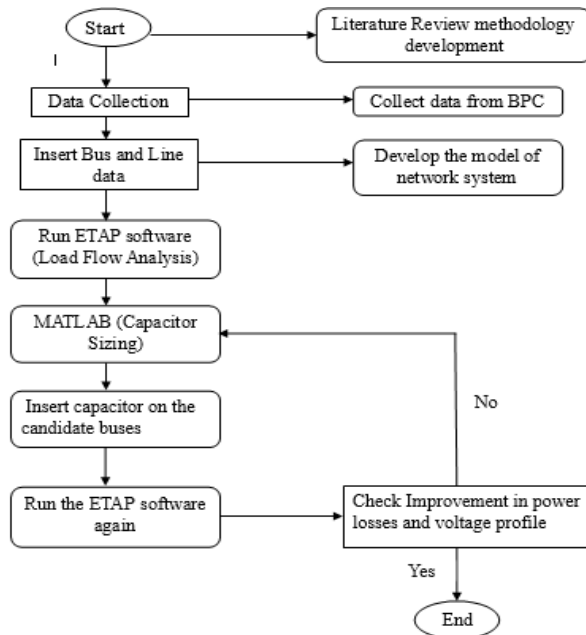 Start
Literature Review methodology
development
Data Collection
Collect data from BPC
Insert Bus and Line
data
Develop the model of
network system
Run ETAP software
(Load Flow Analysis)
MATLAB (Capacitor
Sizing)
No
Insert capacitor on the
candidate buses
Run the ETAP software
again
Check Improvement in power
losses and voltage profile
Yes
End